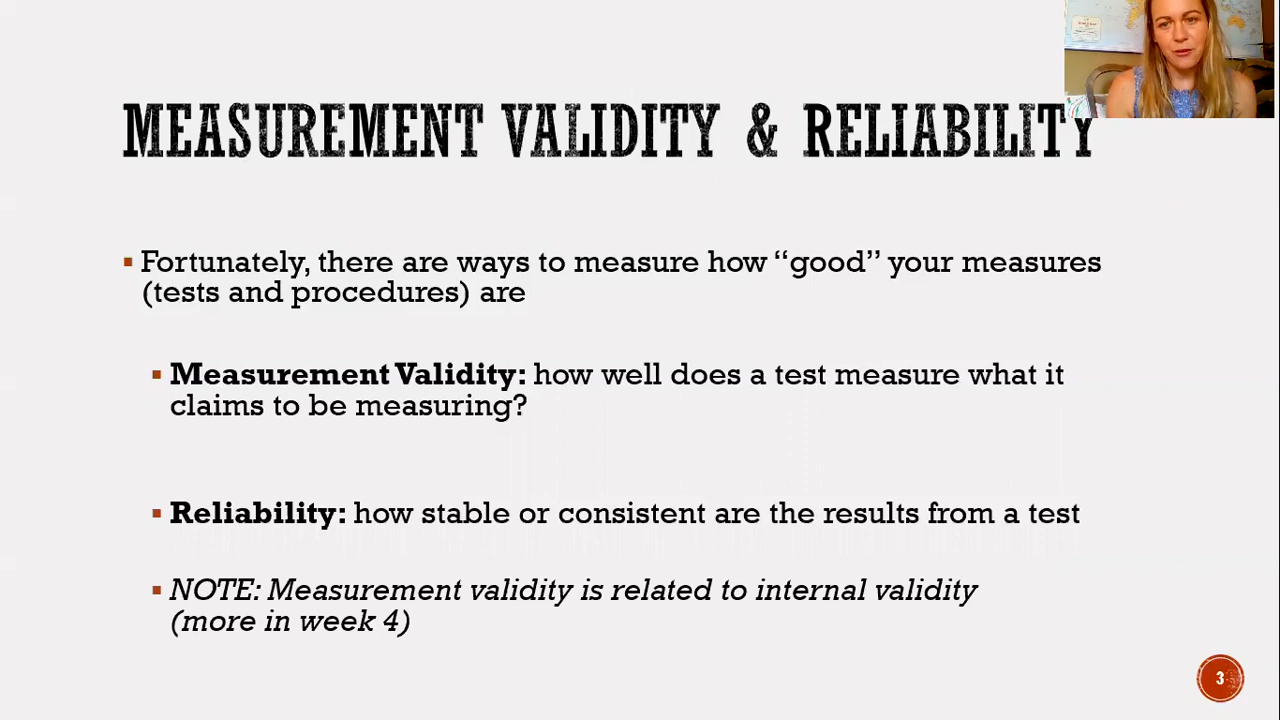 MEASUREMENT VALIDITY & RELIABILITY
▪ Fortunately, there are ways to measure how “good” your measures
(tests and procedures) are
▪ Measurement Validity: how well does a test measure what it
claims to be measuring?
▪ Reliability: how stable or consistent are the results from a test
▪ NOTE: Measurement validity is related to internal validity
(more in week 4)
3